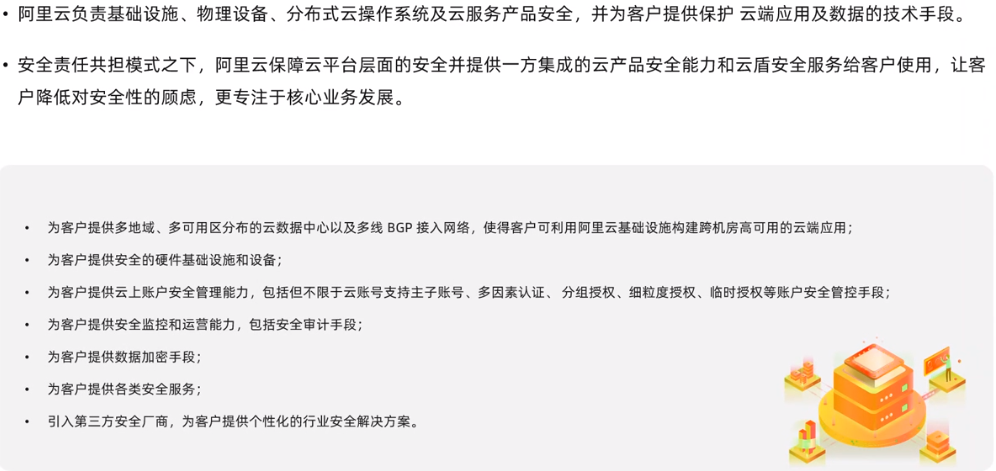 • 阿里云负责基础设施、物理设备、分布式云操作系统及云服务产品安全，并为客户提供保护 云端应用及数据的技术手段。
• 安全责任共担模式之下，阿里云保障云平台层面的安全并提供一方集成的云产品安全能力和云盾安全服务给客户使用，让客
户降低对安全性的顾虑，更专注于核心业务发展。
• 为客户提供多地域、多可用区分布的云数据中心以及多线 BGP 接入网络，使得客户可利用阿里云基础设施构建跨机房高可用的云端应用；
• 为客户提供安全的硬件基础设施和设备；
• 为客户提供云上账户安全管理能力，包括但不限于云账号支持主子账号、多因素认证、 分组授权、细粒度授权、临时授权等账户安全管控手段；
• 为客户提供安全监控和运营能力，包括安全审计手段；
• 为客户提供数据加密手段；
• 为客户提供各类安全服务；
• 引入第三方安全厂商，为客户提供个性化的行业安全解决方案。